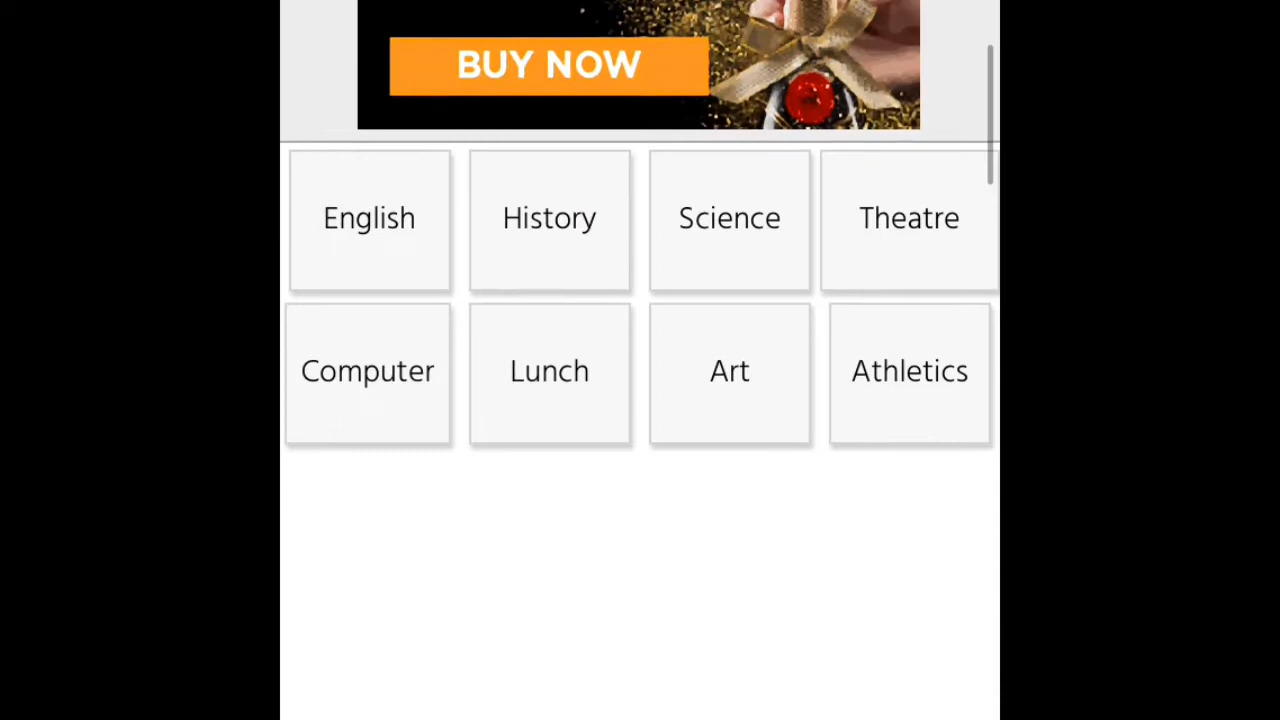 BUY NOW
English History Science Theatre
Computer Lunch Art Athletics